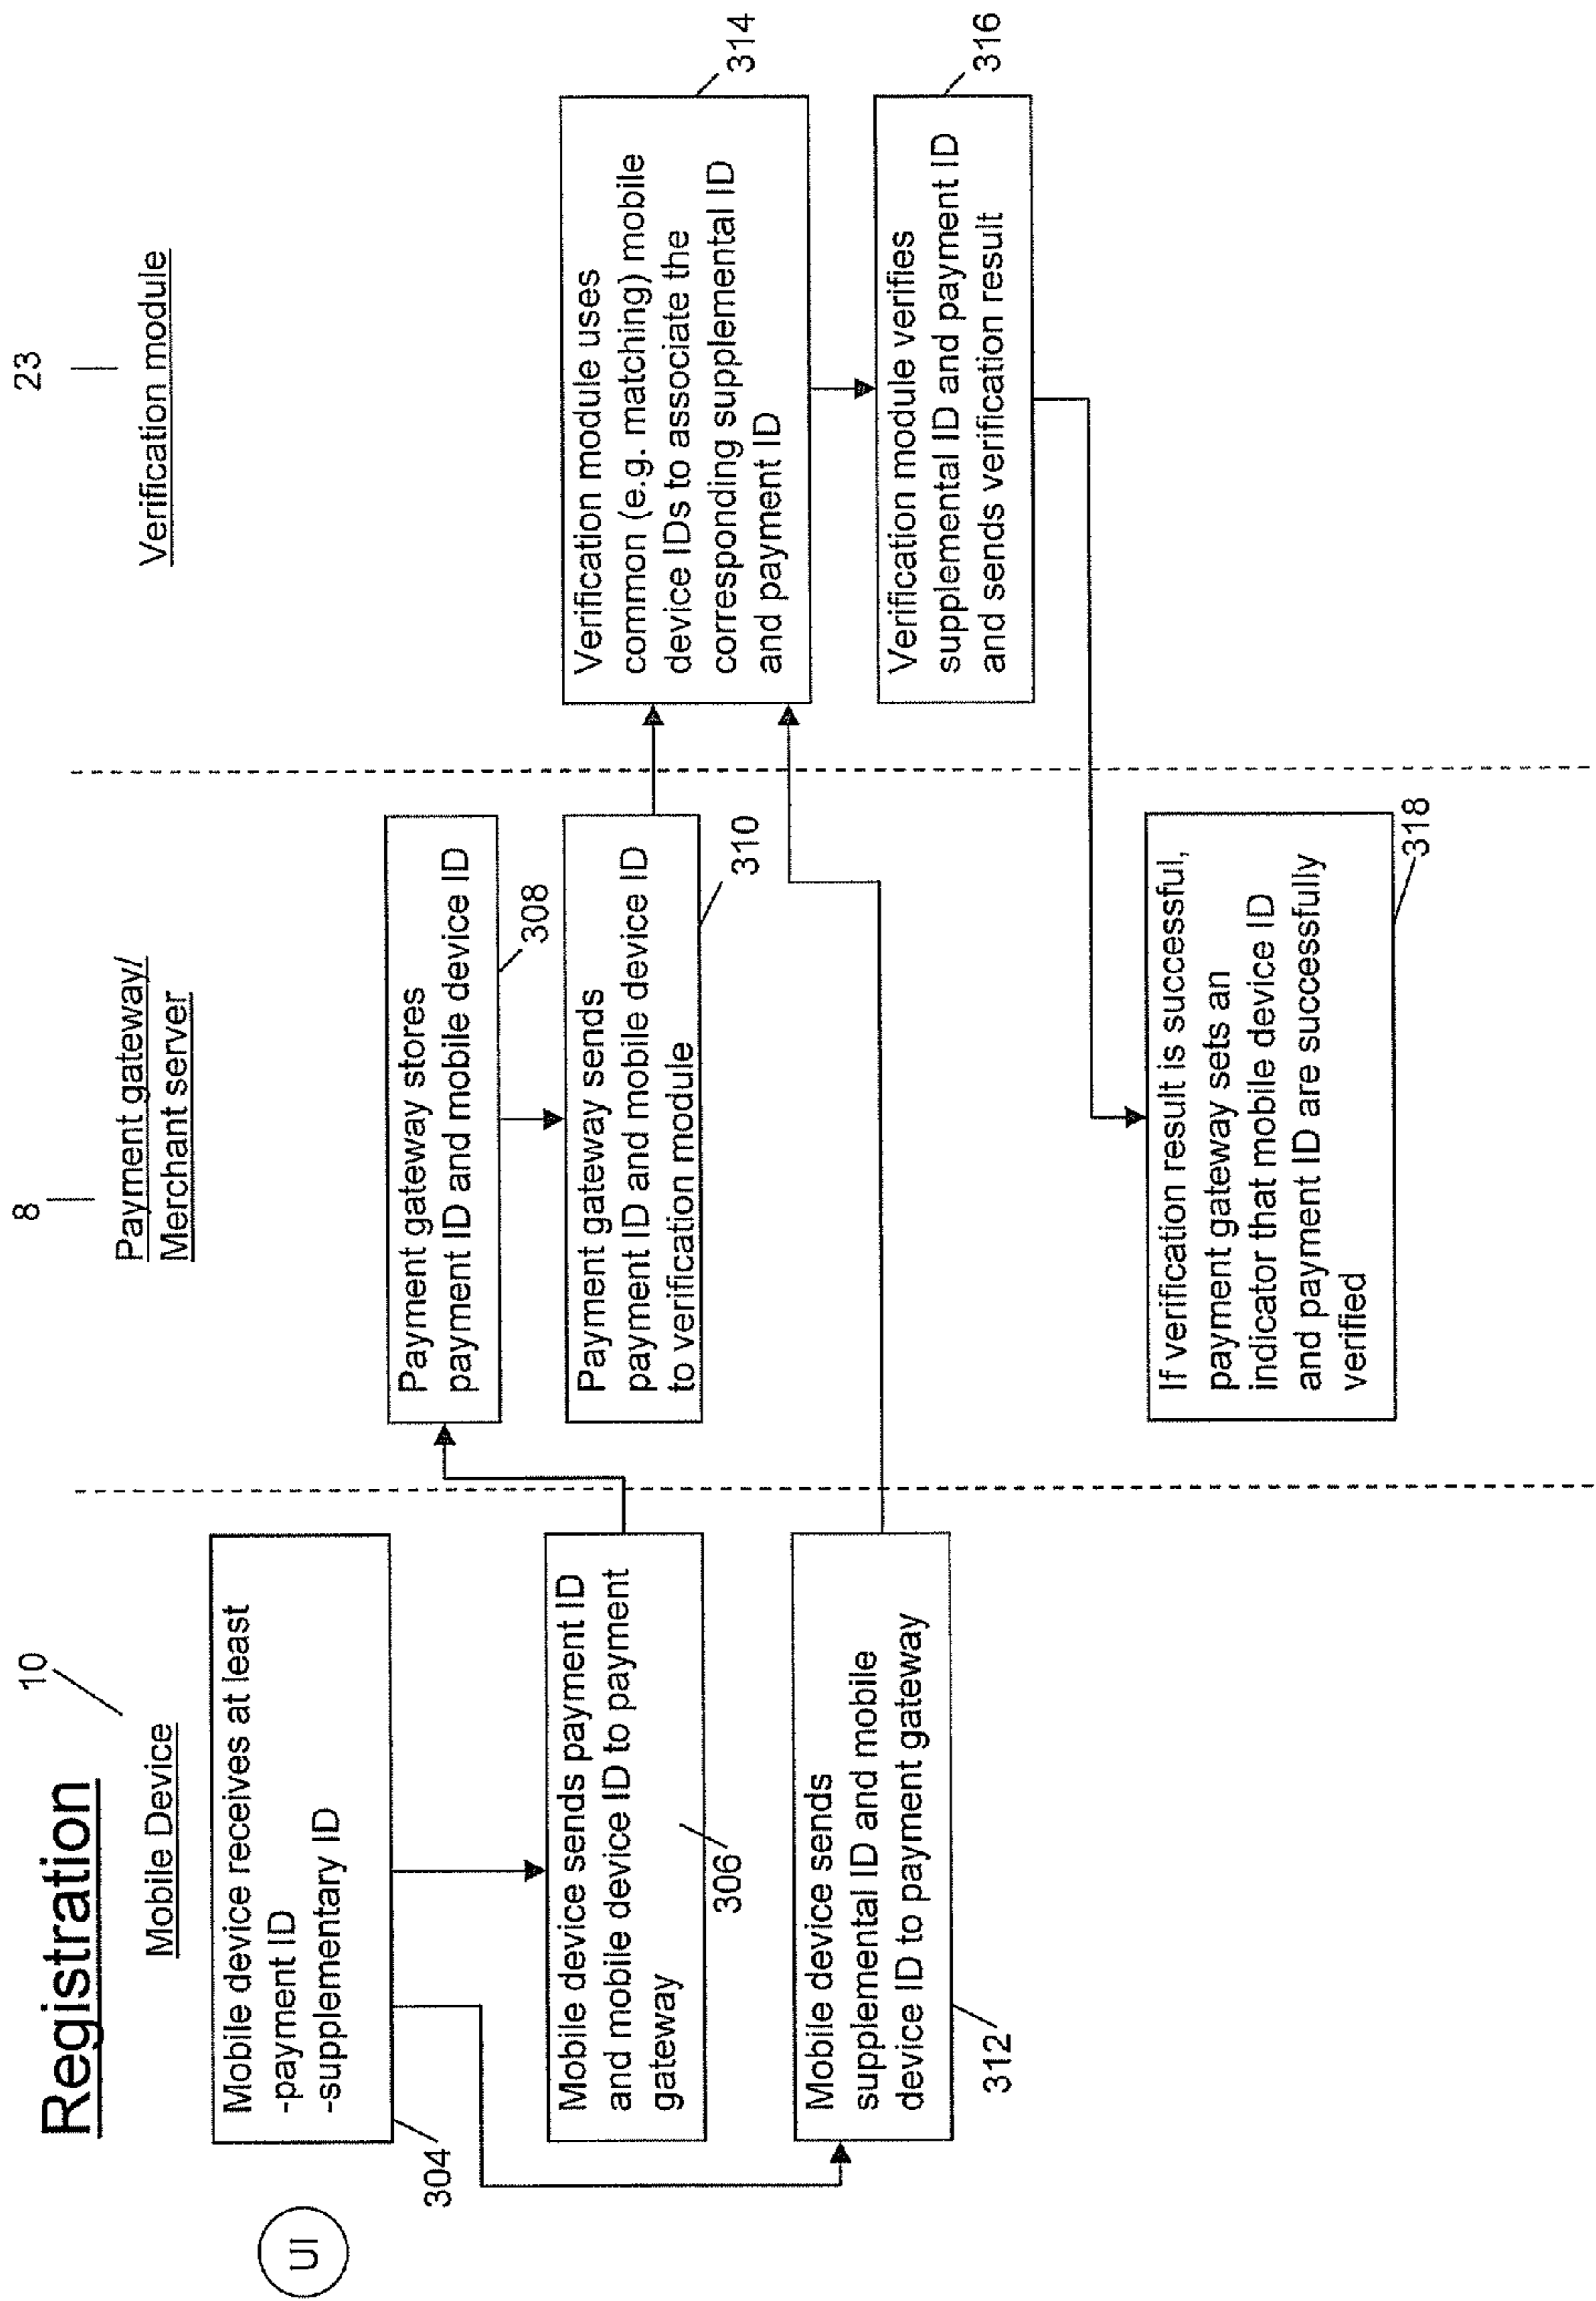 Registration
10
Mobile Device
8
Payment gateway/
Merchant server
23
Verification module
UI
Mobile device receives at least
-payment ID
-supplementary ID
304
Mobile device sends payment ID
and mobile device ID to payment
gateway
306
Mobile device sends
supplemental ID and mobile
device ID to payment gateway
312
Payment gateway stores
payment ID and mobile device ID
308
Payment gateway sends
payment ID and mobile device ID
to verification module
310
If verification result is successful,
payment gateway sets an
indicator that mobile device ID
and payment ID are successfully
verified
318
Verification module uses
common (e.g. matching) mobile
device IDs to associate the
corresponding supplemental ID
and payment ID
314
Verification module verifies
supplemental ID and payment ID
and sends verification result
316